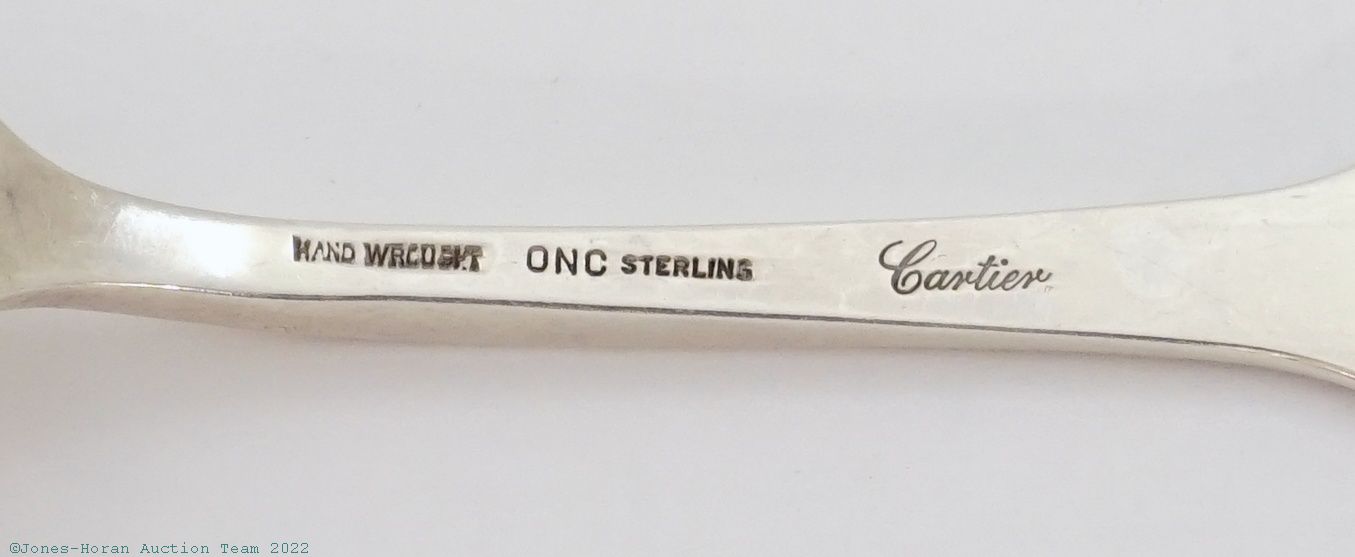 HAND WROUGHT ONC STERLING Cartier
©Jones-Horan Auction Team 2022